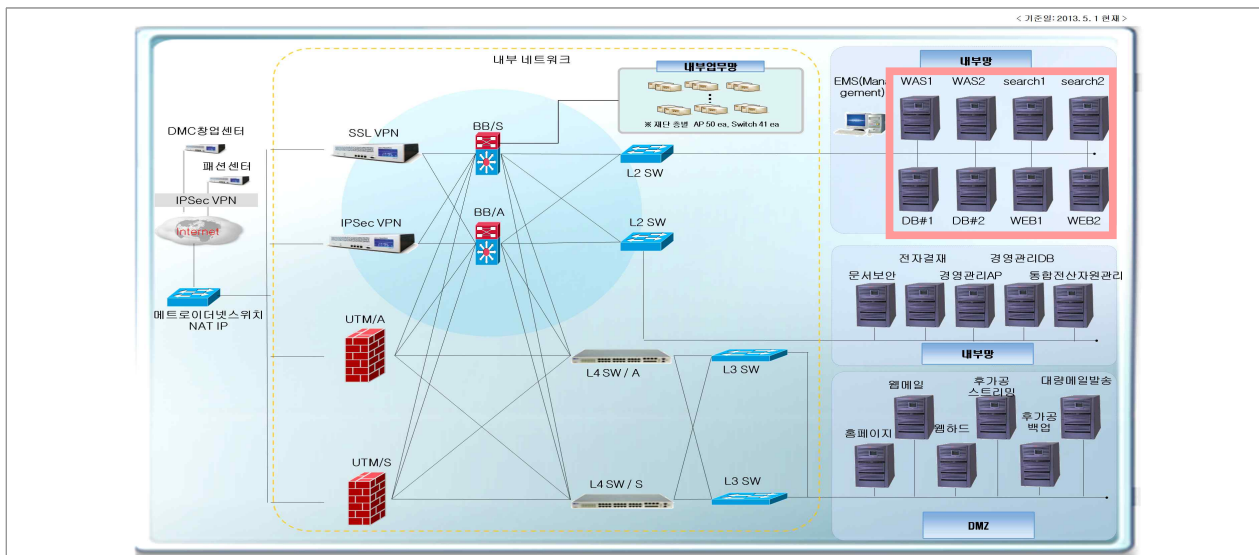 < 기준일: 2013. 5. 1 현재 >
내부 네트워크
내부업무망
※ 재단 층별 AP 50 ea, Switch 41 ea
DMC창업센터
패션센터
IPSec VPN
internet
메트로이더넷스위치
NAT IP
SSL VPN
IPSec VPN
UTM/A
UTM/S
BB/S
BB/A
L2 SW
L2 SW
L4 SW / A
L4 SW / S
L3 SW
L3 SW
내부망
EMS(Mana
gement)
WAS1
WAS2
search1
search2
DB#1
DB#2
WEB1
WEB2
전자결재
경영관리DB
문서보안
경영관리AP
통합전산자원관리
내부망
웹메일
후가공
스트리밍
대량메일발송
홈페이지
웹하드
후가공
백업
DMZ